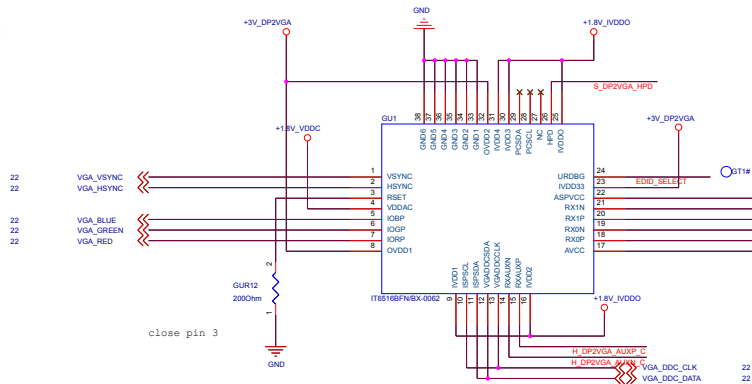 GND
+3V_DP2VGA
+1.8V_IVDDO
S_DP2VGA_HPD
GU1
38 37 36 35 34 33 32 31 30 29 28 27 26 25
GND6 GND5 GND4 GND3 GND2 GND1 OVDD2 IVDD4 IVDD3 PCSDA PCSCL NC HPD IVDDO
+1.8V_VDDC
+3V_DP2VGA
22 VGA_VSYNC 1 VSYNC URDBG 24 GT1#
22 VGA_HSYNC 2 HSYNC IVDD33 23 EDID_SELECT
3 RSET ASPVCC 22
4 VDDAC RX1N 21
22 VGA_BLUE 5 IOBP RX1P 20
22 VGA_GREEN 6 IOGP RX0N 19
22 VGA_RED 7 IORP RX0P 18
8 OVDD1 AVCC 17
IVDD1 ISPSCL ISPSDA VGADDCSDA VGADDCCLK RXAUXN RXAUXP IVDD2
9 10 11 12 13 14 15 16
IT6516BFN/BX-0062
+1.8V_IVDDO
2
GUR12
200Ohm
1
close pin 3
GND
H_DP2VGA_AUXP_C
H_DP2VGA_AUXN_C
VGA_DDC_CLK 22
VGA_DDC_DATA 22